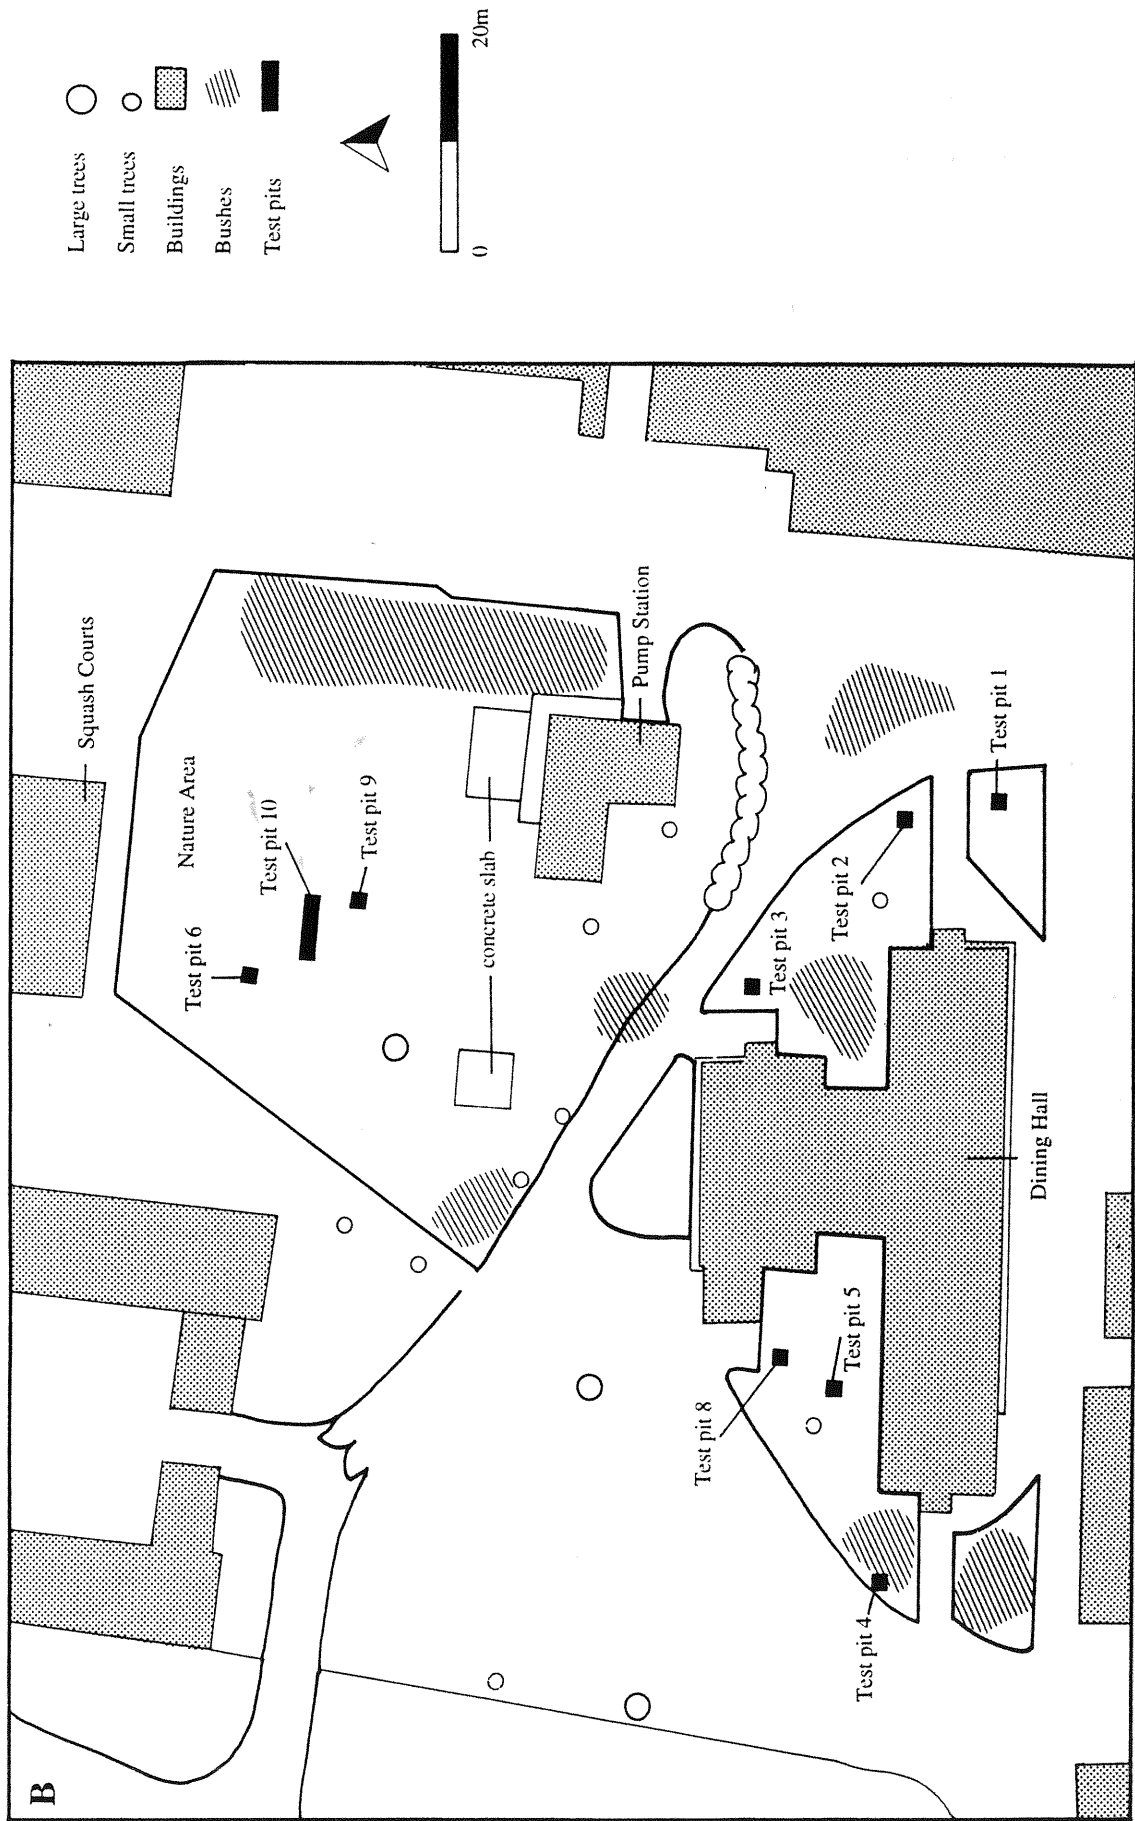 B
Squash Courts
Nature Area
Test pit 10
Test pit 6
Test pit 9
concrete slab
Pump Station
Test pit 3
Test pit 2
Test pit 1
Test pit 8
Test pit 5
Test pit 4
Dining Hall
Large trees
Small trees
Buildings
Bushes
Test pits
0
20m